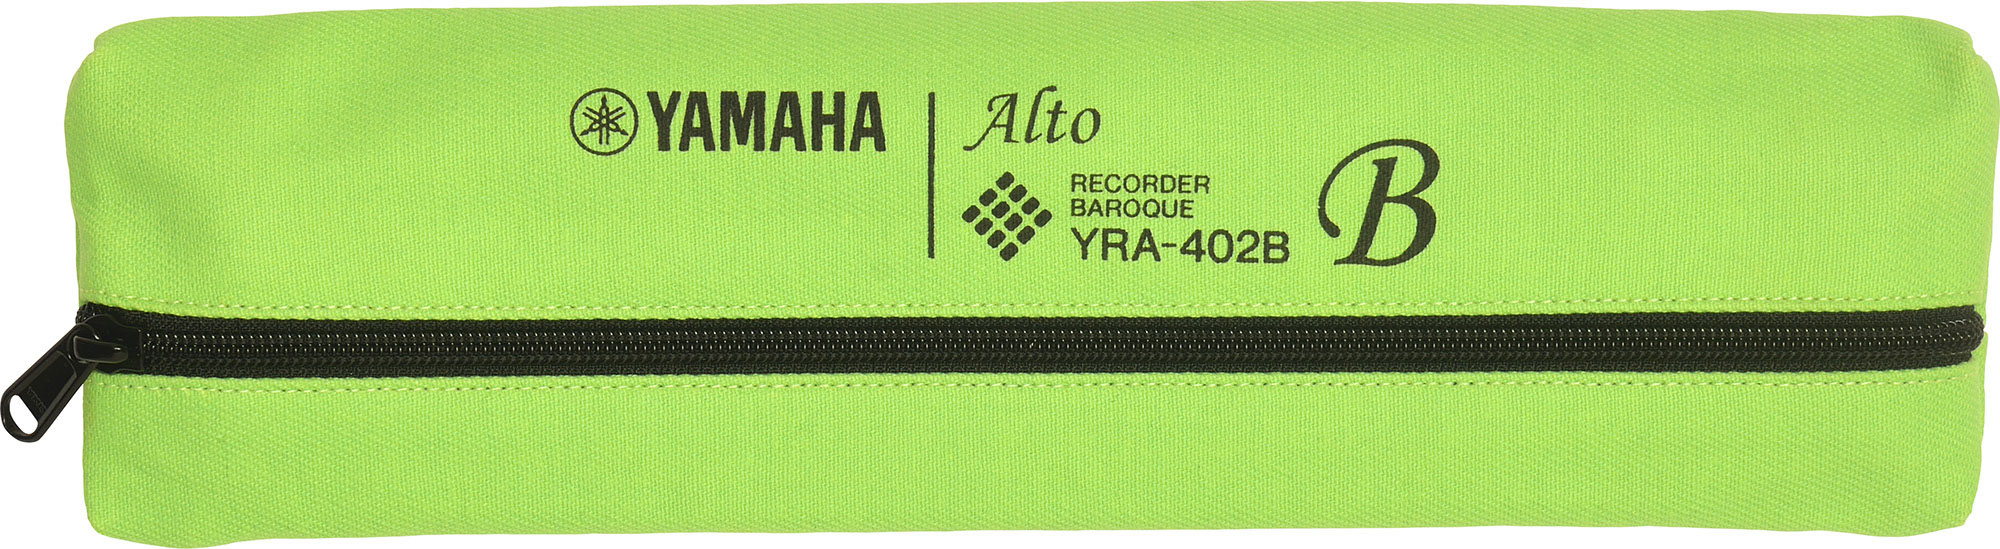 YAMAHA
Alto
RECORDER
BAROQUE
YRA-402B
B